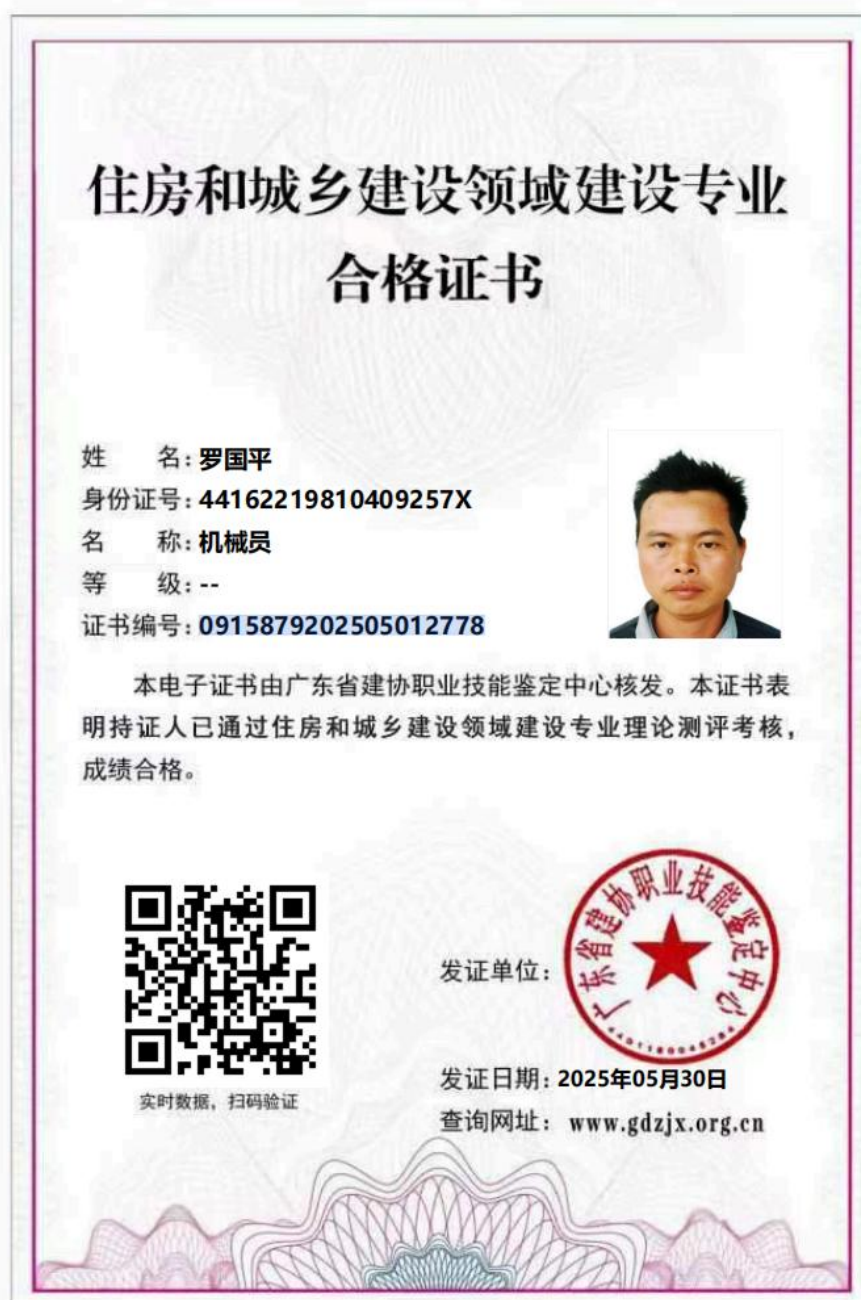 住房和城乡建设领域建设专业
合格证书
姓　　名：罗国平
身份证号：44162219810409257X
名　　称：机械员
等　　级：--
证书编号：0915879202505012778
本电子证书由广东省建协职业技能鉴定中心核发。本证书表
明持证人已通过住房和城乡建设领域建设专业理论测评考核，
成绩合格。
广东省建协职业技能鉴定中心
发证单位：
发证日期：2025年05月30日
实时数据，扫码验证
查询网址：www.gdzjx.org.cn